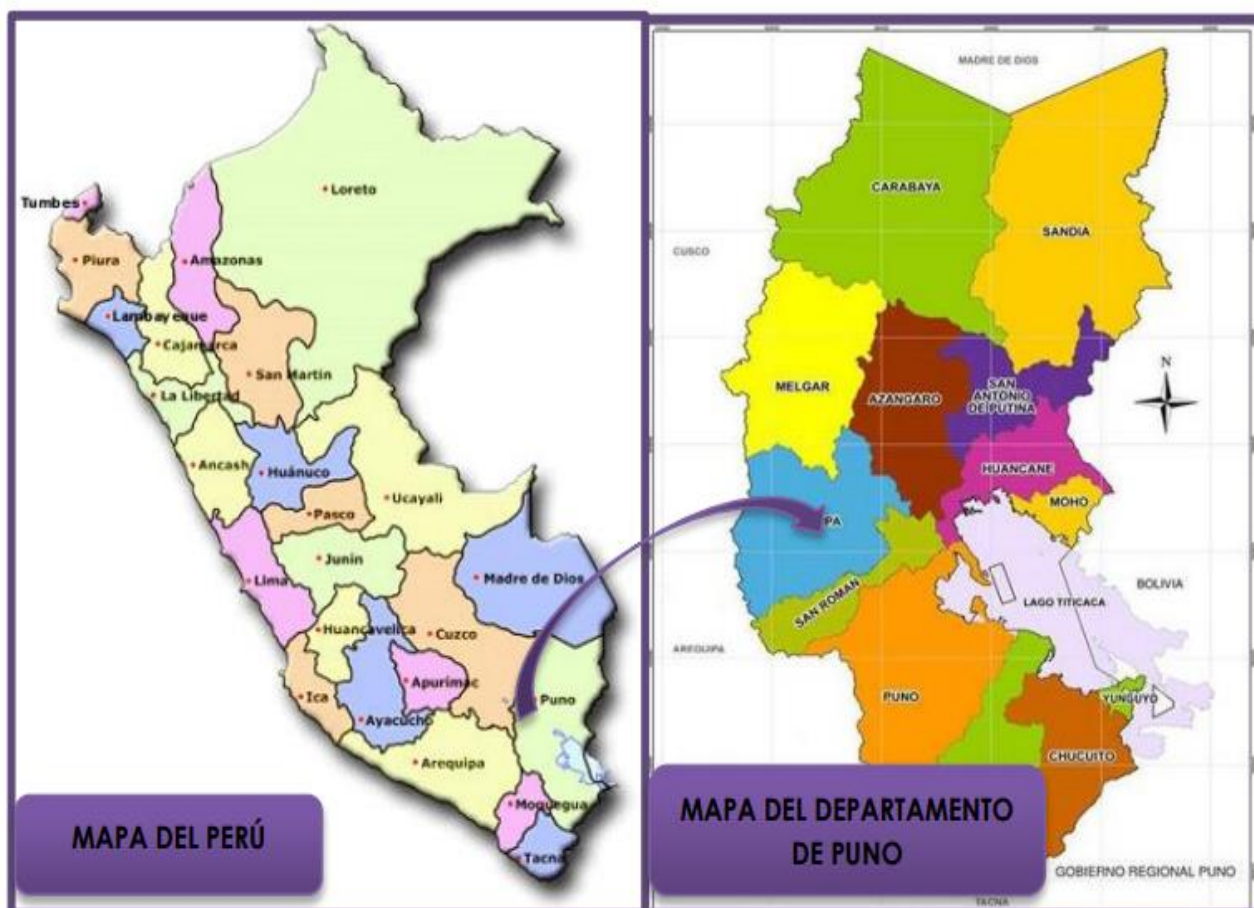 Loreto
Tumbes
Piura
Amazonas
Lambayeque
Cajamarca
San Martín
La Libertad
Ancash
Huánuco
Ucayali
Pasco
Junín
Lima
Madre de Dios
Huancavelica
Cuzco
Apurimac
Ica
Puno
Ayacucho
Arequipa
Moquegua
Tacna
MAPA DEL PERÚ
MADRE DE DIOS
CARABAYA
SANDIA
CUSCO
N
MELGAR
AZANGARO
SAN
ANTONIO
DE PUTINA
HUANCANE
MOHO
PA
BOLIVIA
LAGO TITICACA
SAN ROMAN
AREQUIPA
PUNO
YUNGUYO
CHUCUITO
MAPA DEL DEPARTAMENTO
DE PUNO
GOBIERNO REGIONAL PUNO
TACNA